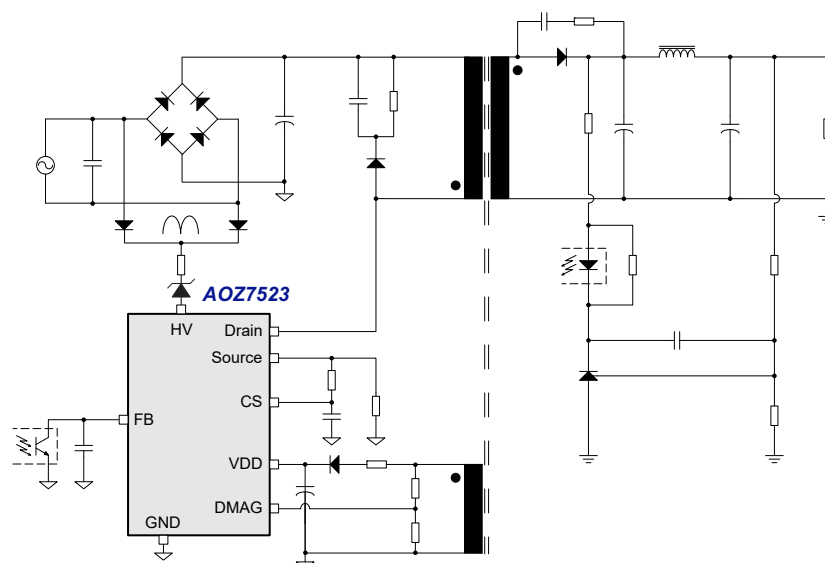 AOZ7523
HV
Drain
Source
CS
FB
VDD
DMAG
GND